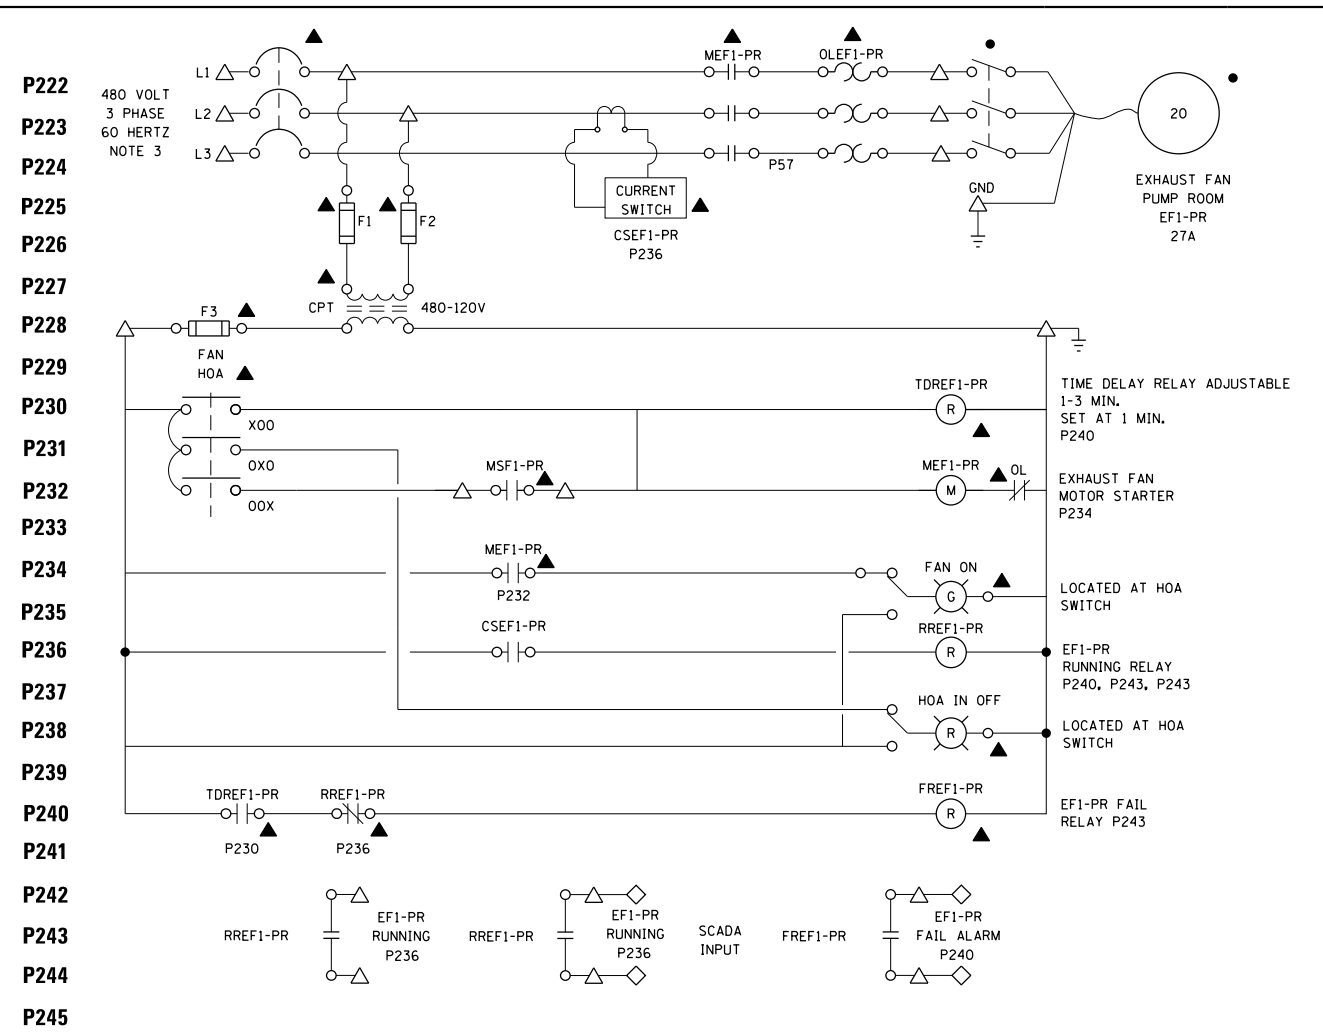 P222
P223
P224
P225
P226
P227
P228
P229
P230
P231
P232
P233
P234
P235
P236
P237
P238
P239
P240
P241
P242
P243
P244
P245
480 VOLT
3 PHASE
60 HERTZ
NOTE 3
L1
L2
L3
MEF1-PR
OLEF1-PR
P57
20
EXHAUST FAN
PUMP ROOM
EF1-PR
27A
GND
CURRENT
SWITCH
CSEF1-PR
P236
F1
F2
CPT
480-120V
F3
FAN
HOA
XOO
OXO
OOX
TDREF1-PR
R
TIME DELAY RELAY ADJUSTABLE
1-3 MIN.
SET AT 1 MIN.
P240
MSF1-PR
MEF1-PR
M
OL
EXHAUST FAN
MOTOR STARTER
P234
MEF1-PR
P232
FAN ON
G
LOCATED AT HOA
SWITCH
CSEF1-PR
RREF1-PR
R
EF1-PR
RUNNING RELAY
P240, P243, P243
HOA IN OFF
R
LOCATED AT HOA
SWITCH
TDREF1-PR
P230
RREF1-PR
P236
FREF1-PR
R
EF1-PR FAIL
RELAY P243
RREF1-PR
EF1-PR
RUNNING
P236
RREF1-PR
EF1-PR
RUNNING
P236
SCADA
INPUT
FREF1-PR
EF1-PR
FAIL ALARM
P240